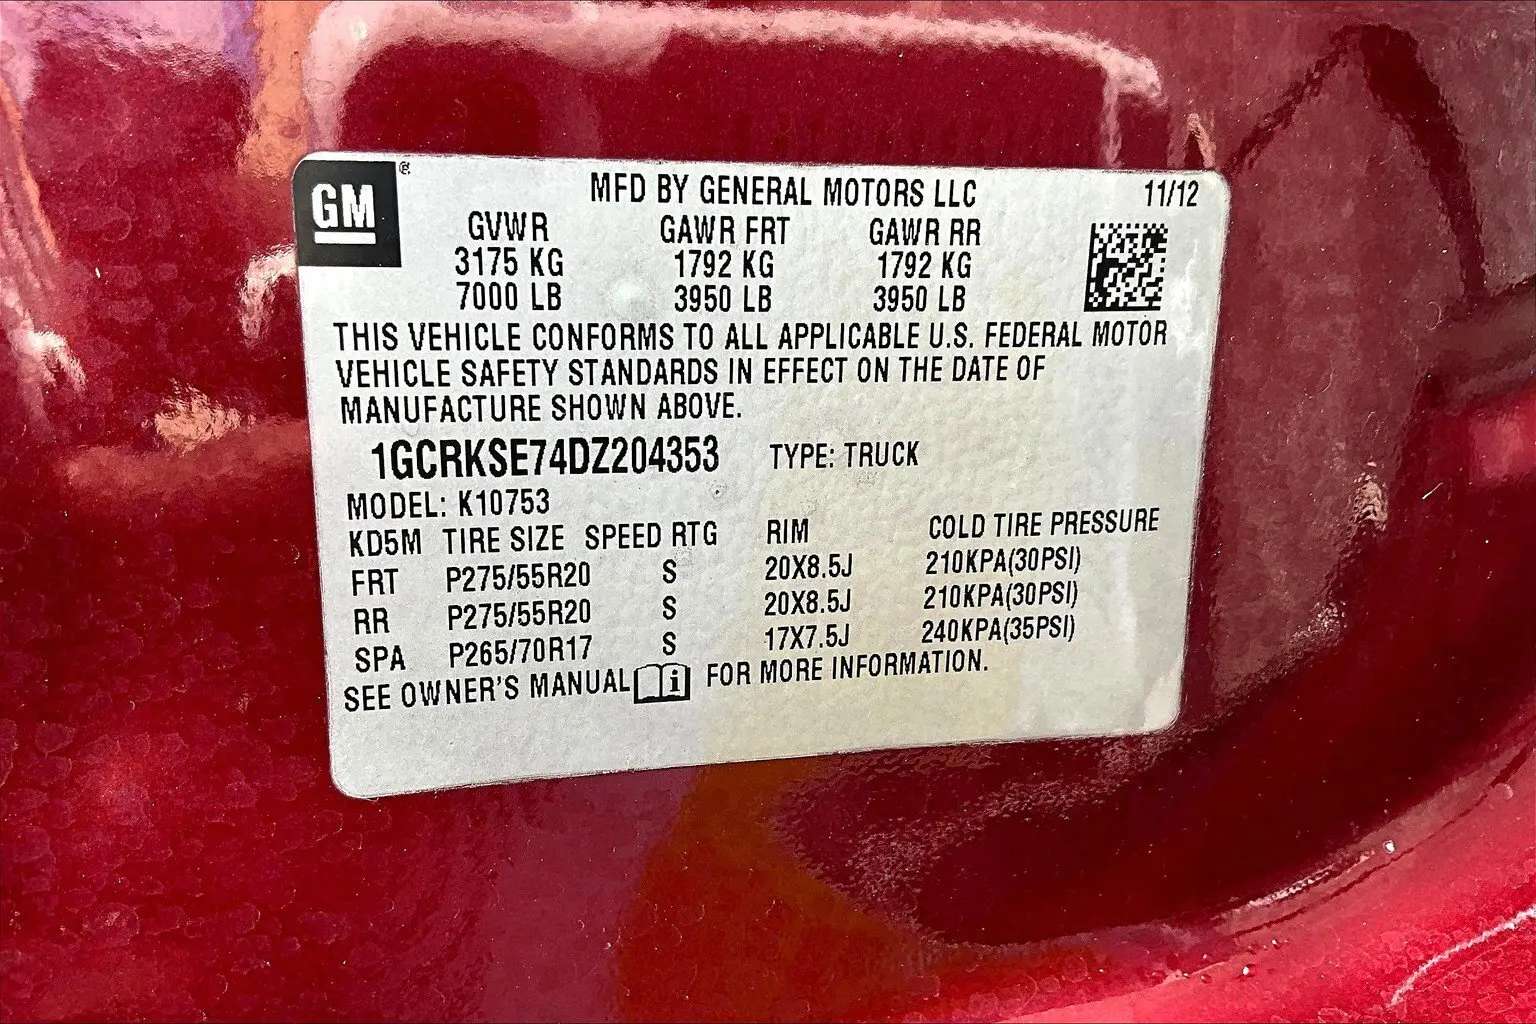 GM ®
MFD BY GENERAL MOTORS LLC 11/12
GVWR GAWR FRT GAWR RR
3175 KG 1792 KG 1792 KG
7000 LB 3950 LB 3950 LB
THIS VEHICLE CONFORMS TO ALL APPLICABLE U.S. FEDERAL MOTOR
VEHICLE SAFETY STANDARDS IN EFFECT ON THE DATE OF
MANUFACTURE SHOWN ABOVE.
1GCRKSE74DZ204353 TYPE: TRUCK
MODEL: K10753
KD5M TIRE SIZE SPEED RTG RIM COLD TIRE PRESSURE
FRT P275/55R20 S 20X8.5J 210KPA(30PSI)
RR P275/55R20 S 20X8.5J 210KPA(30PSI)
SPA P265/70R17 S 17X7.5J 240KPA(35PSI)
SEE OWNER'S MANUAL i FOR MORE INFORMATION.